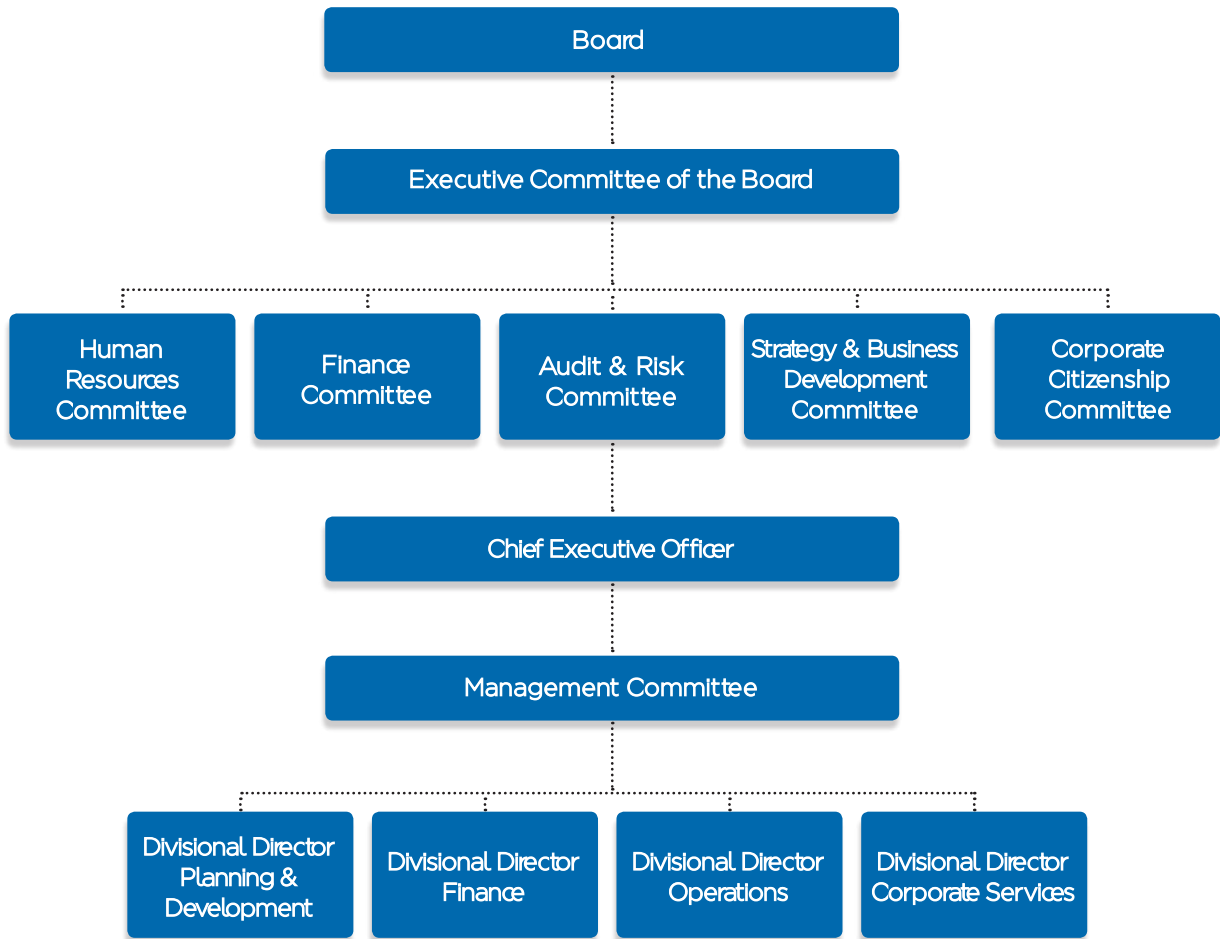 Board
Executive Committee of the Board
Human
Resources
Committee
Finance
Committee
Audit & Risk
Committee
Strategy & Business
Development
Committee
Corporate
Citizenship
Committee
Chief Executive Officer
Management Committee
Divisional Director
Planning &
Development
Divisional Director
Finance
Divisional Director
Operations
Divisional Director
Corporate Services